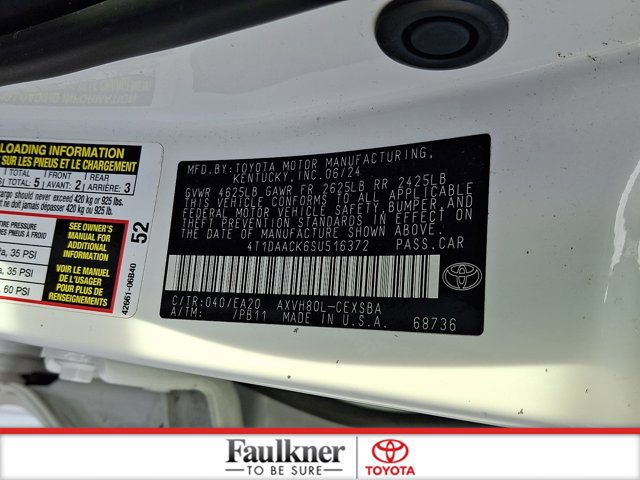 LOADING INFORMATION
SUR LES PNEUS ET LE CHARGEMENT
TOTAL 5 FRONT AVANT: 2 REAR ARRIÈRE: 3
cargo should never exceed 420 kg or 925 lbs.
ne doit jamais dépasser 420 kg ou 925 lb.
TIRE PRESSURE
PNEUS À FROID
35 PSI
35 PSI
60 PSI
SEE OWNER'S
MANUAL FOR
ADDITIONAL
INFORMATION
VOIR LE MANUEL
DE L'USAGER
POUR PLUS DE
RENSEIGNEMENTS
52
42661-06B40
MFD.BY:TOYOTA MOTOR MANUFACTURING,
KENTUCKY, INC.06/24
GVWR 4625LB GAWR FR 2625LB RR 2425LB
THIS VEHICLE CONFORMS TO ALL APPLICABLE
FEDERAL MOTOR VEHICLE SAFETY, BUMPER,
AND THEFT PREVENTION STANDARDS IN EFFECT
ON THE DATE OF MANUFACTURE SHOWN ABOVE.
4T1DAACK6SU516372 PASS.CAR
C/TR:040/EA20 AXVH80L-CEXSBA
A/TM: /PB11 MADE IN U.S.A. 68736
Faulkner
TO BE SURE
TOYOTA